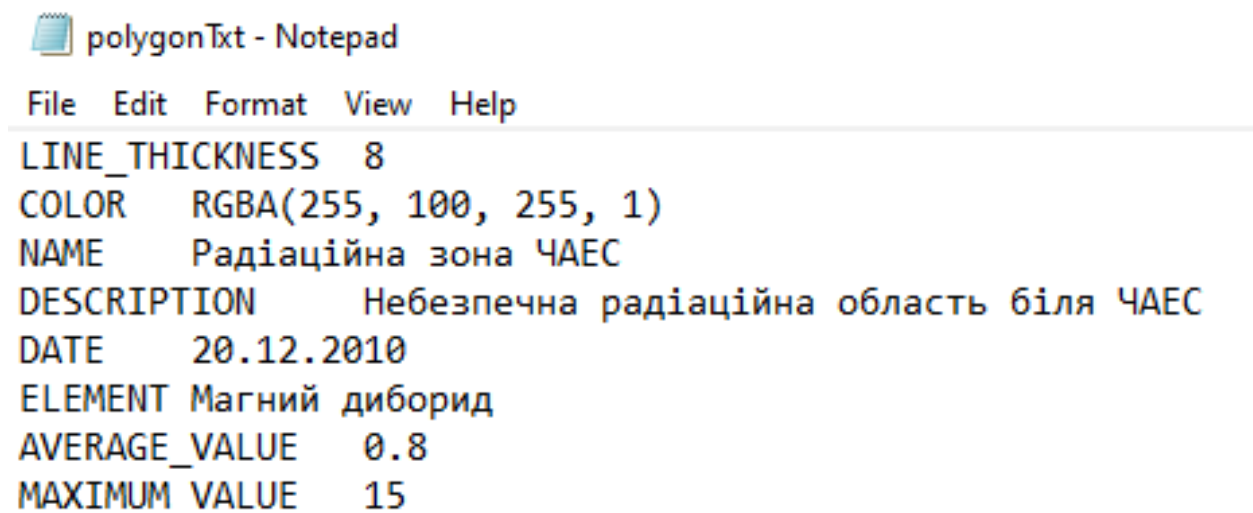 polygonTxt - Notepad
File Edit Format View Help
LINE_THICKNESS 8
COLOR RGBA(255, 100, 255, 1)
NAME Радіаційна зона ЧАЕС
DESCRIPTION Небезпечна радіаційна область біля ЧАЕС
DATE 20.12.2010
ELEMENT Магний диборид
AVERAGE_VALUE 0.8
MAXIMUM VALUE 15